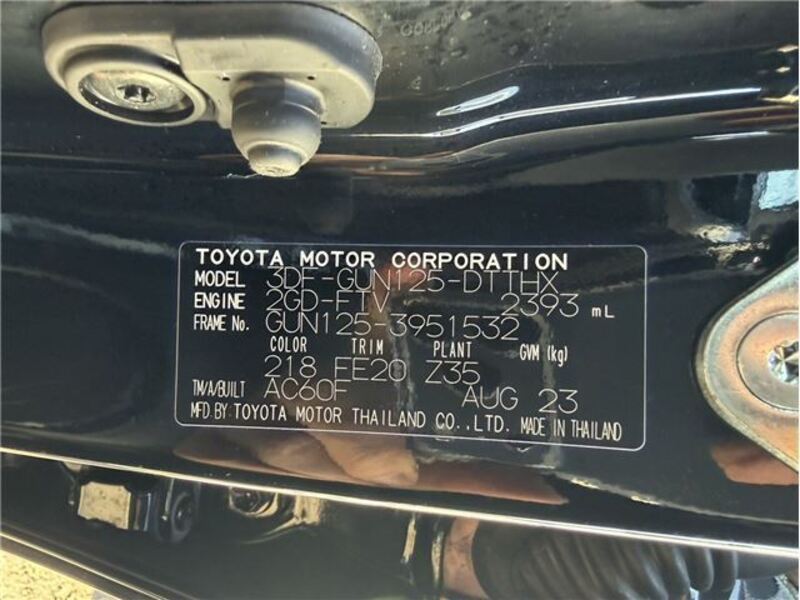 TOYOTA MOTOR CORPORATION
MODEL 3DF-GUN125-DTTHX
ENGINE 2GD-FTV 2393 mL
FRAME No. GUN125-3951532
COLOR TRIM PLANT GVM (kg)
218 FE20 Z35
TM/A/BUILT AC60F AUG 23
MFD. BY TOYOTA MOTOR THAILAND CO., LTD. MADE IN THAILAND